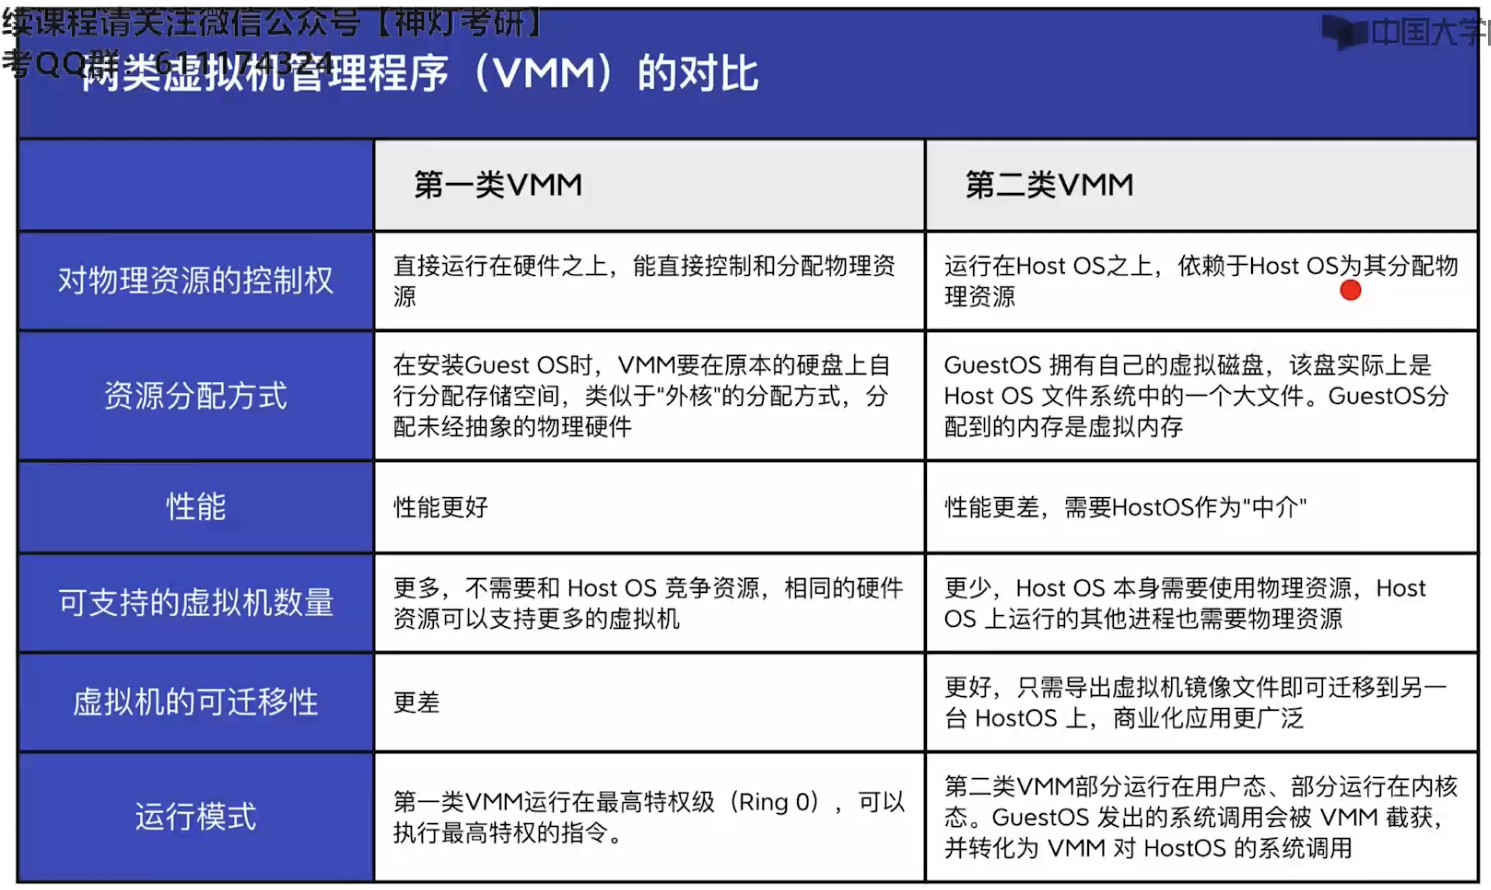 续课程请关注微信公众号【神灯考研】
中国大学
考QQ群：611174324
两类虚拟机管理程序（VMM）的对比
第一类VMM
第二类VMM
对物理资源的控制权
直接运行在硬件之上，能直接控制和分配物理资
源
运行在Host OS之上，依赖于Host OS为其分配物
理资源
资源分配方式
在安装Guest OS时，VMM要在原本的硬盘上自
行分配存储空间，类似于“外核”的分配方式，分
配未经抽象的物理硬件
GuestOS 拥有自己的虚拟磁盘，该盘实际上是
Host OS 文件系统中的一个大文件。GuestOS分
配到的内存是虚拟内存
性能
性能更好
性能更差，需要HostOS作为"中介"
可支持的虚拟机数量
更多，不需要和 Host OS 竞争资源，相同的硬件
资源可以支持更多的虚拟机
更少，Host OS 本身需要使用物理资源，Host
OS 上运行的其他进程也需要物理资源
虚拟机的可迁移性
更差
更好，只需导出虚拟机镜像文件即可迁移到另一
台 HostOS 上，商业化应用更广泛
运行模式
第一类VMM运行在最高特权级（Ring 0），可以
执行最高特权的指令。
第二类VMM部分运行在用户态、部分运行在内核
态。GuestOS 发出的系统调用会被 VMM 截获，
并转化为 VMM 对 HostOS 的系统调用